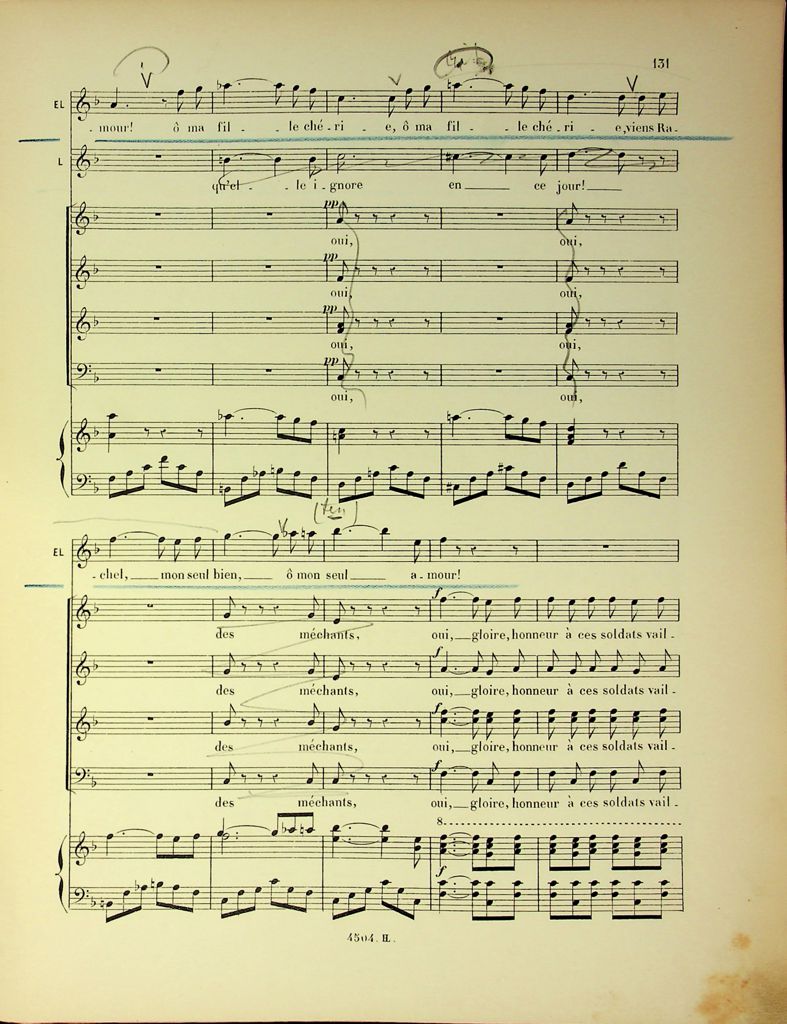 131
EL
- mour! ô ma fil - - le ché - ri - e, ô ma fil - - le ché - ri - e, viens Ra -
L
qu'el - - le i - gnore en ce jour!
pp
oui, oui,
pp
oui, oui,
pp
oui, oui,
pp
oui, oui,
(ten)
EL
- chel, mon seul bien, ô mon seul a - mour!
f
des méchants, oui, gloire, honneur à ces soldats vail -
f
des méchants, oui, gloire, honneur à ces soldats vail -
f
des méchants, oui, gloire, honneur à ces soldats vail -
f
des méchants, oui, gloire, honneur à ces soldats vail -
8
f
4504. H.